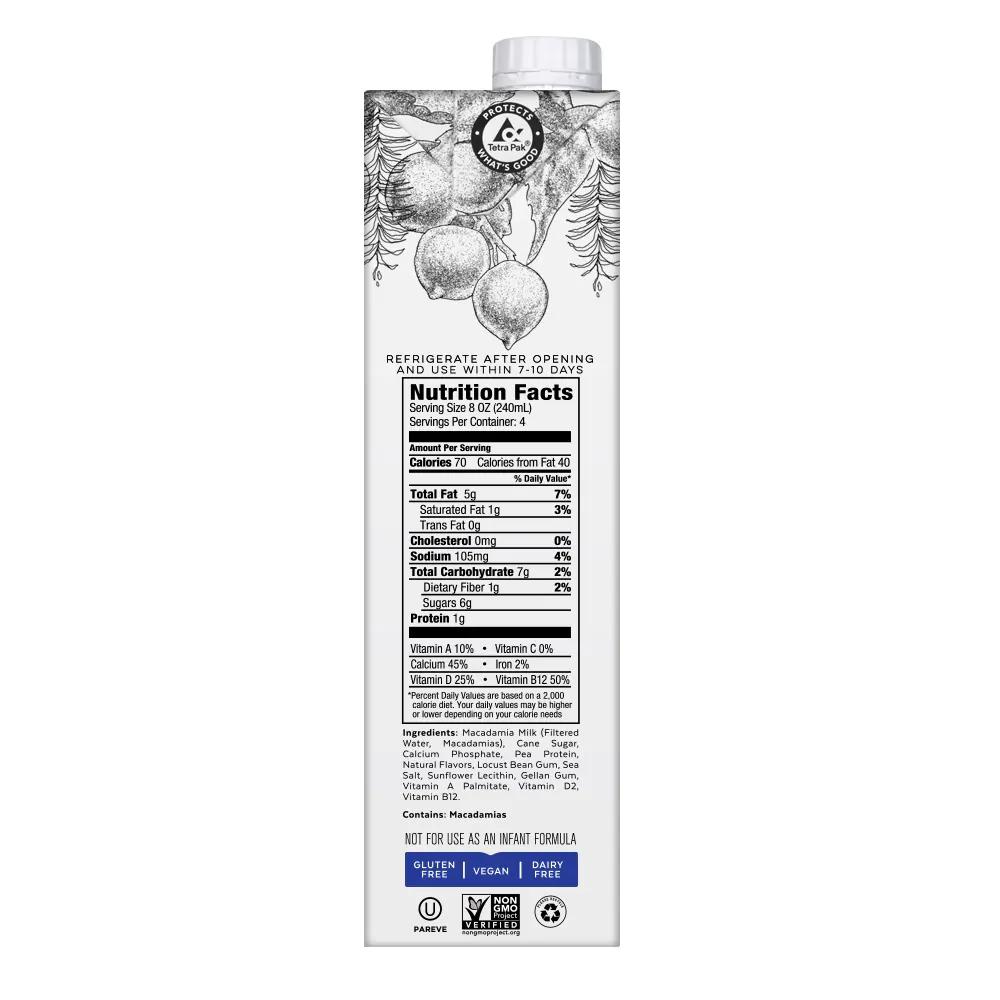 PROTECTS
Tetra Pak®
WHAT'S GOOD
REFRIGERATE AFTER OPENING
AND USE WITHIN 7-10 DAYS
Nutrition Facts
Serving Size 8 OZ (240mL)
Servings Per Container: 4
Amount Per Serving
Calories 70 Calories from Fat 40
% Daily Value*
Total Fat 5g 7%
Saturated Fat 1g 3%
Trans Fat 0g
Cholesterol 0mg 0%
Sodium 105mg 4%
Total Carbohydrate 7g 2%
Dietary Fiber 1g 2%
Sugars 6g
Protein 1g
Vitamin A 10% • Vitamin C 0%
Calcium 45% • Iron 2%
Vitamin D 25% • Vitamin B12 50%
*Percent Daily Values are based on a 2,000
calorie diet. Your daily values may be higher
or lower depending on your calorie needs
Ingredients: Macadamia Milk (Filtered
Water, Macadamias), Cane Sugar,
Calcium Phosphate, Pea Protein,
Natural Flavors, Locust Bean Gum, Sea
Salt, Sunflower Lecithin, Gellan Gum,
Vitamin A Palmitate, Vitamin D2,
Vitamin B12.
Contains: Macadamias
NOT FOR USE AS AN INFANT FORMULA
GLUTEN FREE | VEGAN | DAIRY FREE
U
PAREVE
NON
GMO
Project
VERIFIED
nongmoproject.org
PLEASE RECYCLE